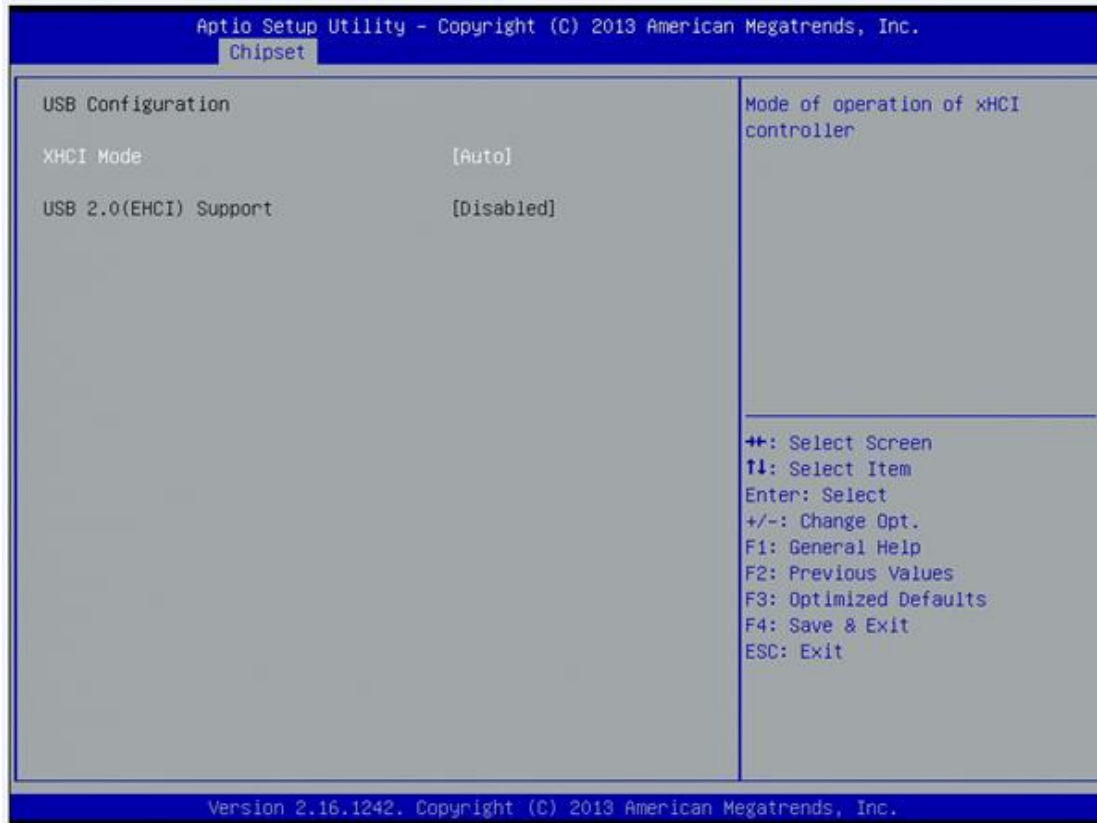 Aptio Setup Utility – Copyright (C) 2013 American Megatrends, Inc.
Chipset
USB Configuration
XHCI Mode [Auto]
USB 2.0(EHCI) Support [Disabled]
Mode of operation of xHCI
controller
→←: Select Screen
↑↓: Select Item
Enter: Select
+/-: Change Opt.
F1: General Help
F2: Previous Values
F3: Optimized Defaults
F4: Save & Exit
ESC: Exit
Version 2.16.1242. Copyright (C) 2013 American Megatrends, Inc.